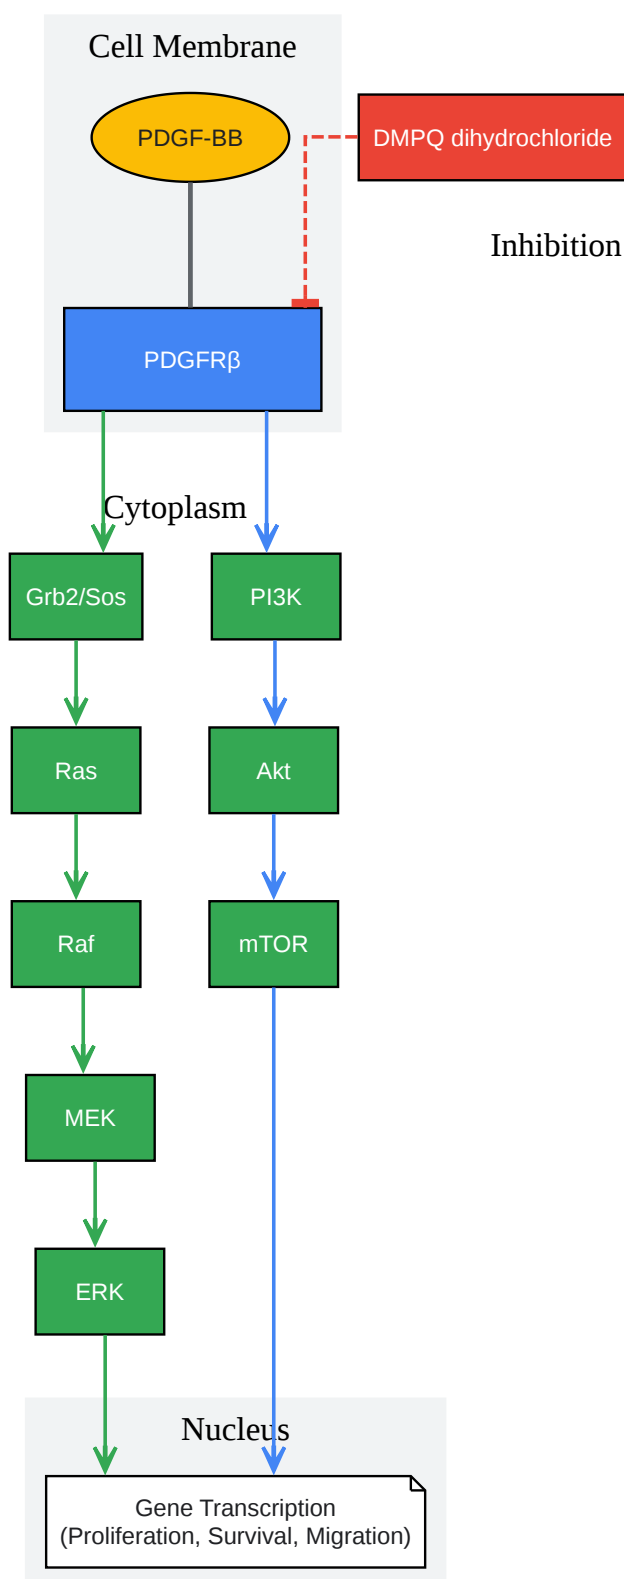 Cell Membrane
PDGF-BB
DMPQ dihydrochloride
Inhibition
PDGFRβ
Cytoplasm
Grb2/Sos
PI3K
Ras
Akt
Raf
mTOR
MEK
ERK
Nucleus
Gene Transcription
(Proliferation, Survival, Migration)